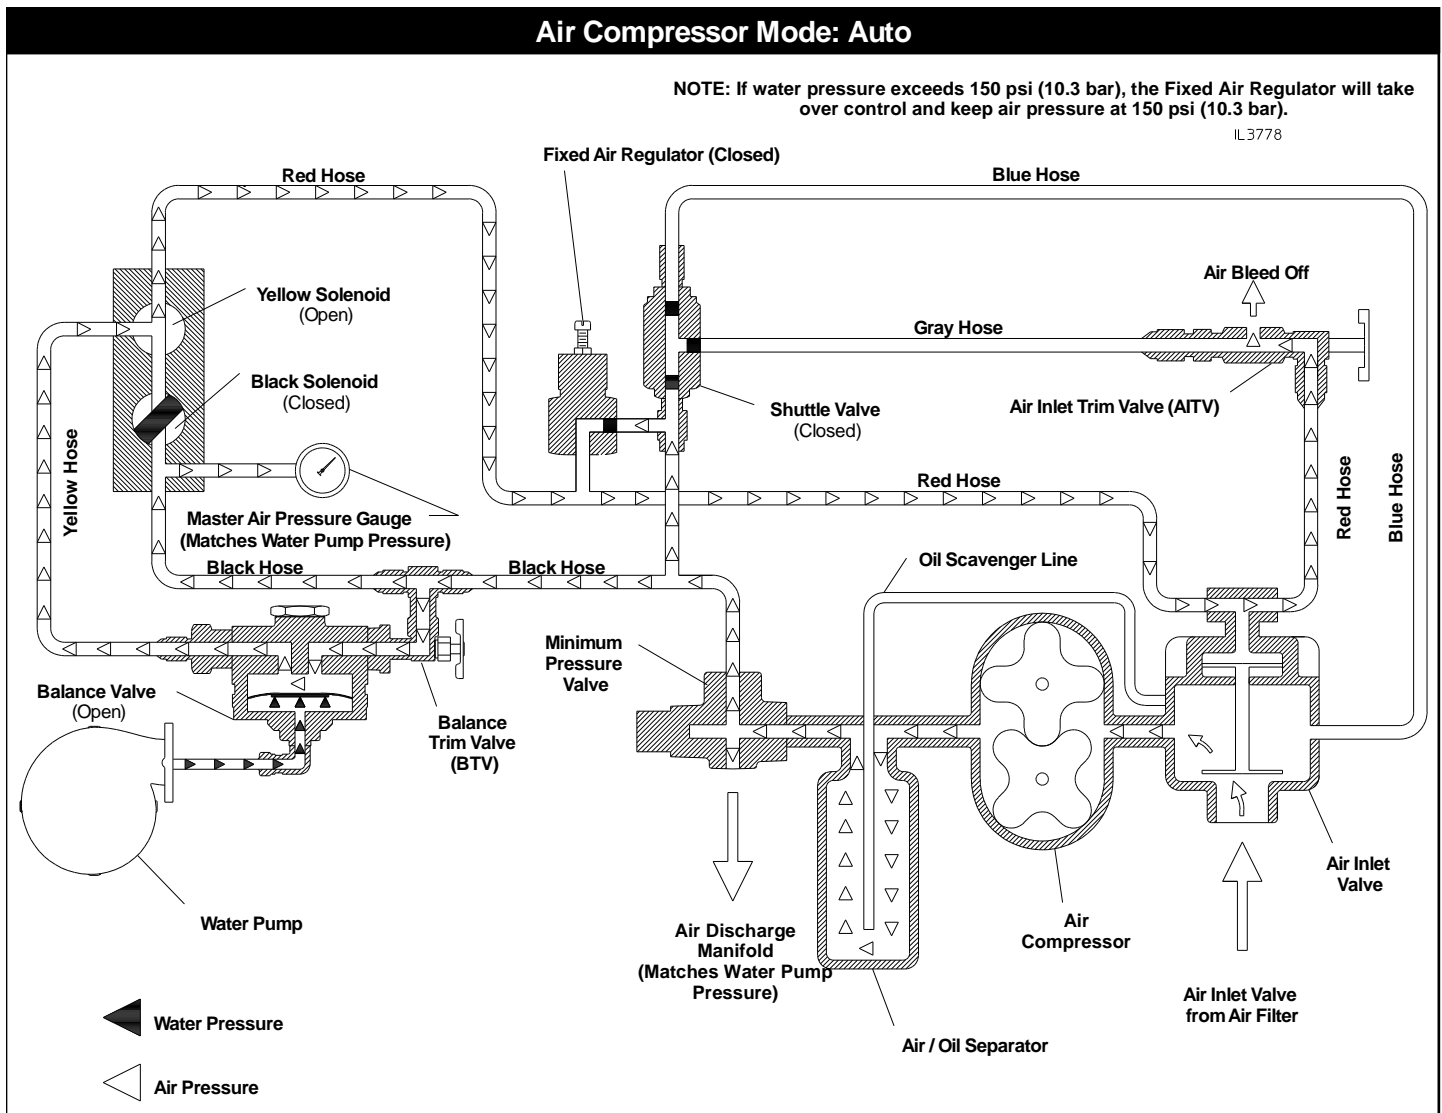 Air Compressor Mode: Auto
NOTE: If water pressure exceeds 150 psi (10.3 bar), the Fixed Air Regulator will take
over control and keep air pressure at 150 psi (10.3 bar).
IL3778
Fixed Air Regulator (Closed)
Red Hose
Blue Hose
Air Bleed Off
Yellow Solenoid
(Open)
Gray Hose
Black Solenoid
(Closed)
Shuttle Valve
(Closed)
Air Inlet Trim Valve (AITV)
Yellow Hose
Red Hose
Red Hose
Blue Hose
Master Air Pressure Gauge
(Matches Water Pump Pressure)
Black Hose
Black Hose
Oil Scavenger Line
Minimum
Pressure
Valve
Balance Valve
(Open)
Balance
Trim Valve
(BTV)
Air Inlet
Valve
Water Pump
Air Discharge
Manifold
(Matches Water Pump
Pressure)
Air
Compressor
Air Inlet Valve
from Air Filter
Water Pressure
Air / Oil Separator
Air Pressure